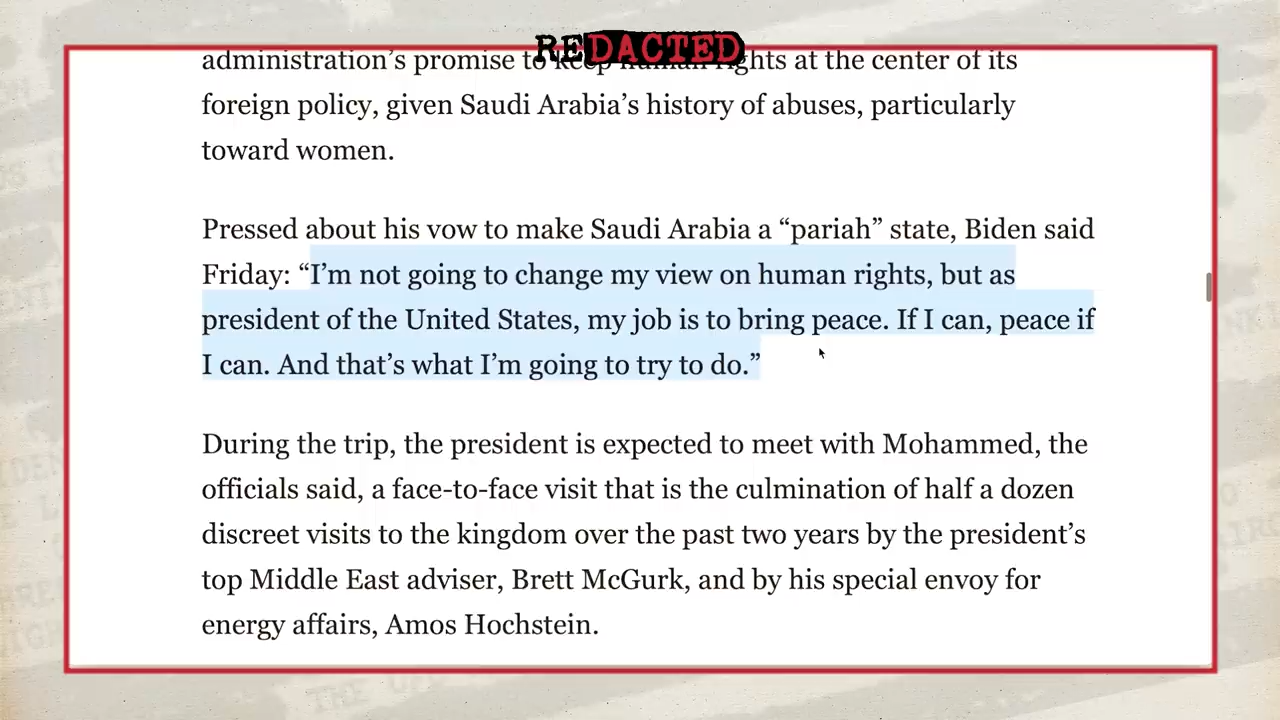 REDACTED
administration’s promise to keep human rights at the center of its
foreign policy, given Saudi Arabia’s history of abuses, particularly
toward women.
Pressed about his vow to make Saudi Arabia a “pariah” state, Biden said
Friday: “I’m not going to change my view on human rights, but as
president of the United States, my job is to bring peace. If I can, peace if
I can. And that’s what I’m going to try to do.”
During the trip, the president is expected to meet with Mohammed, the
officials said, a face-to-face visit that is the culmination of half a dozen
discreet visits to the kingdom over the past two years by the president’s
top Middle East adviser, Brett McGurk, and by his special envoy for
energy affairs, Amos Hochstein.